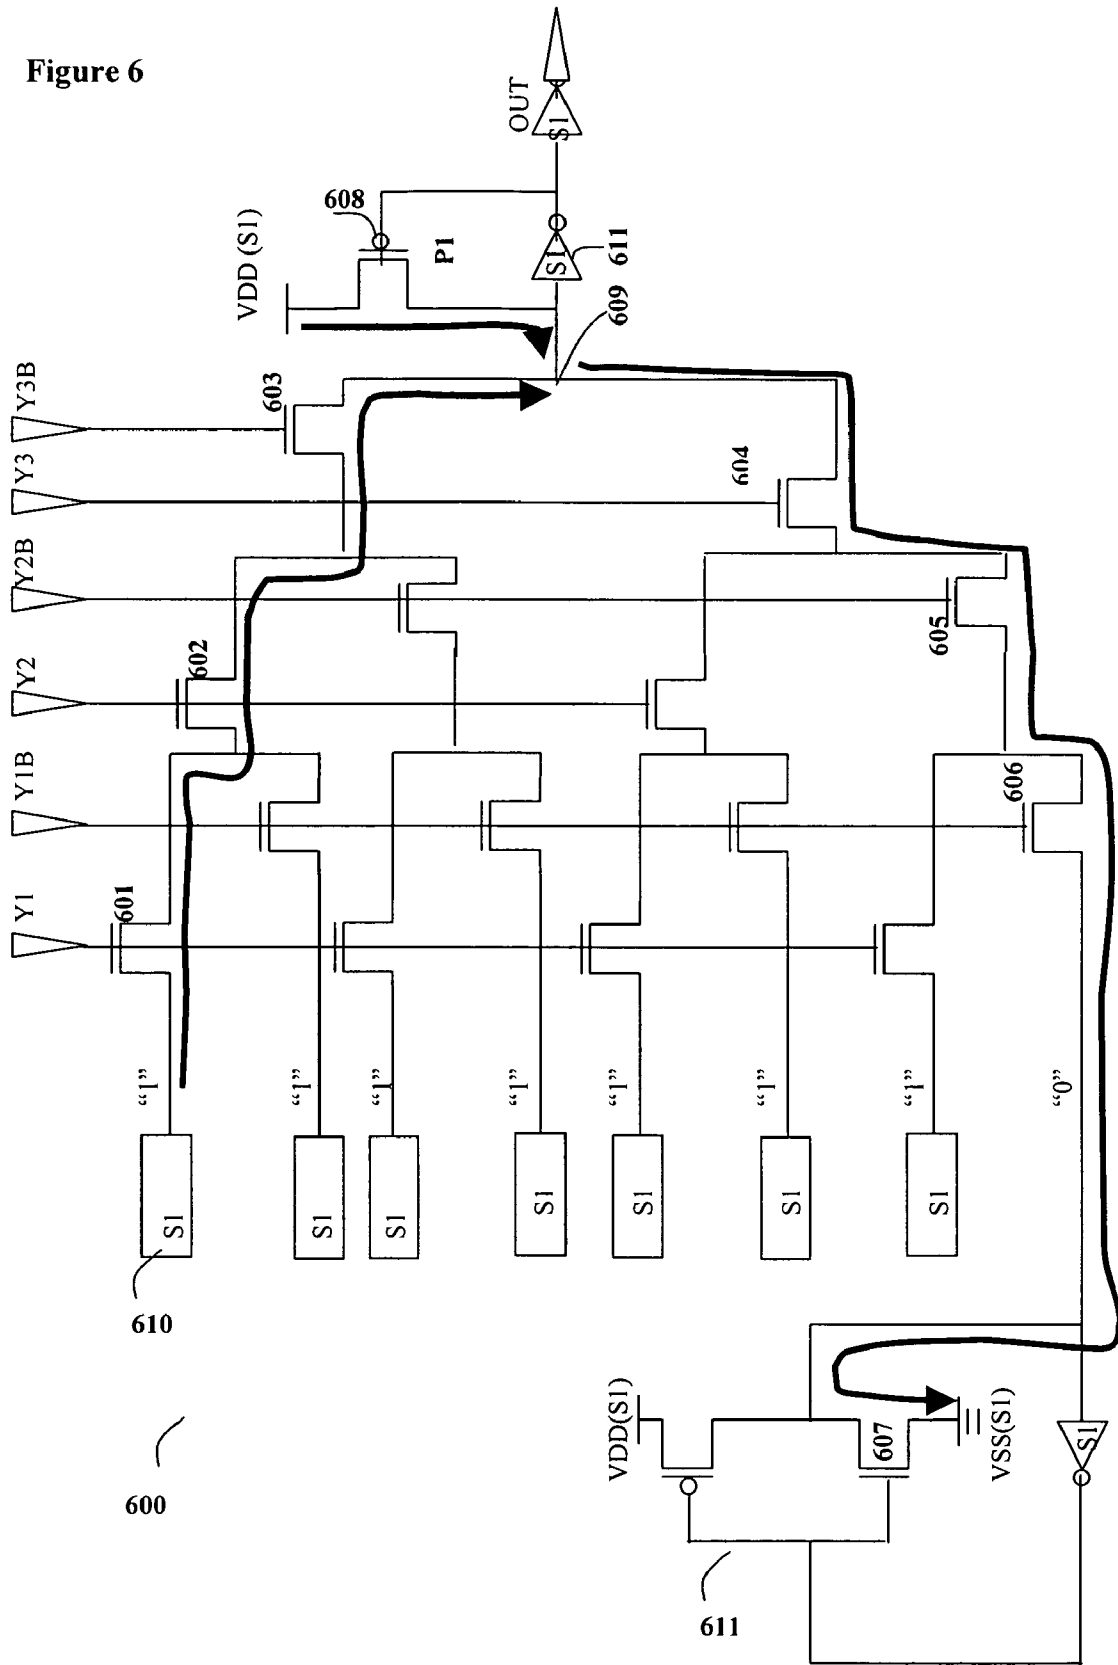 Figure 6
OUT
S1
608
VDD (S1)
P1
S1
611
609
Y3B
603
Y3
604
Y2B
605
Y2
602
Y1B
606
Y1
601
“1”
“1”
“1”
“1”
“1”
“1”
“1”
“0”
S1
S1
S1
S1
S1
S1
S1
610
VDD(S1)
607
VSS(S1)
S1
600
611